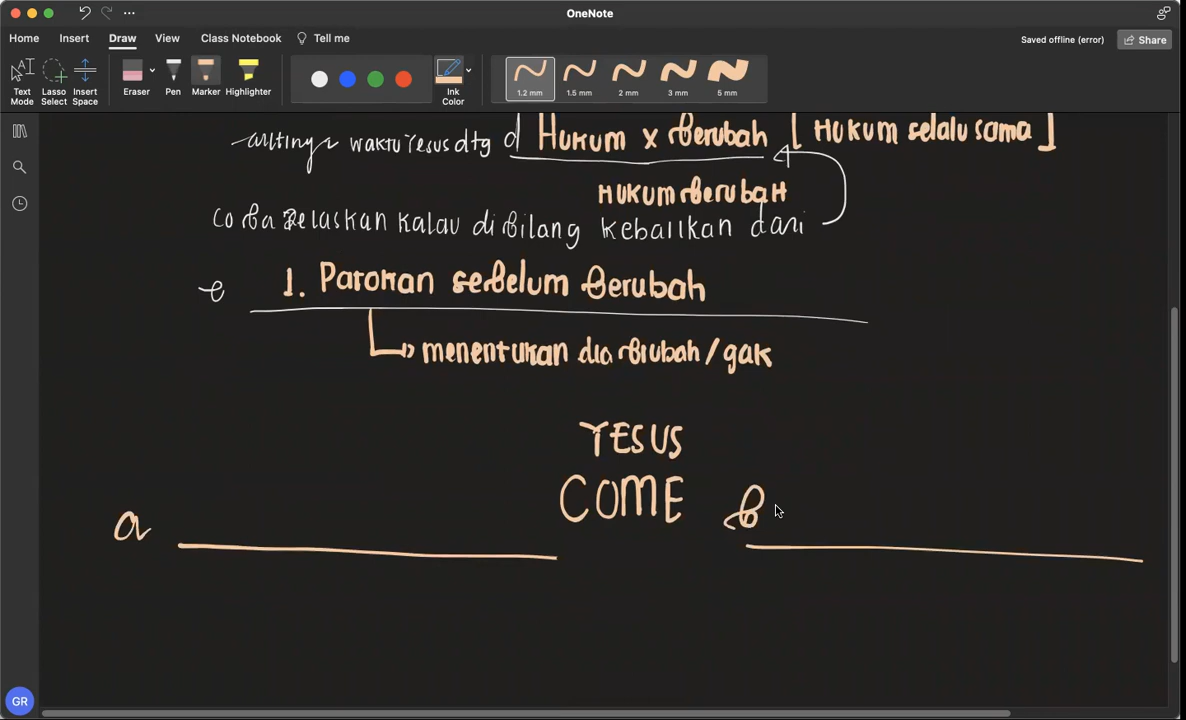 OneNote
Home Insert Draw View Class Notebook Tell me
Saved offline (error) Share
Text Mode
Lasso Select
Insert Space
Eraser
Pen
Marker
Highlighter
Ink Color
1.2 mm 1.5 mm 2 mm 3 mm 5 mm
waktu Yesus dtg d Hukum x berubah [Hukum selalu sama]
HUKUM BERUBAH
Coba jelaskan kalau dibilang kebalikan dari
1. Patokan sebelum berubah
menentukan dia berubah/gak
YESUS
COME
a
b
GR